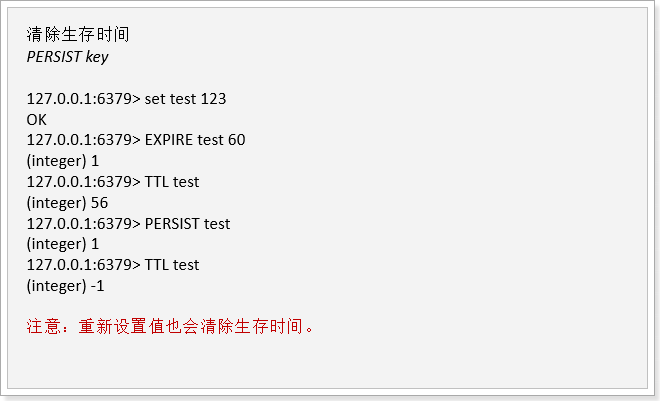 清除生存时间
PERSIST key
127.0.0.1:6379> set test 123
OK
127.0.0.1:6379> EXPIRE test 60
(integer) 1
127.0.0.1:6379> TTL test
(integer) 56
127.0.0.1:6379> PERSIST test
(integer) 1
127.0.0.1:6379> TTL test
(integer) -1
注意：重新设置值也会清除生存时间。